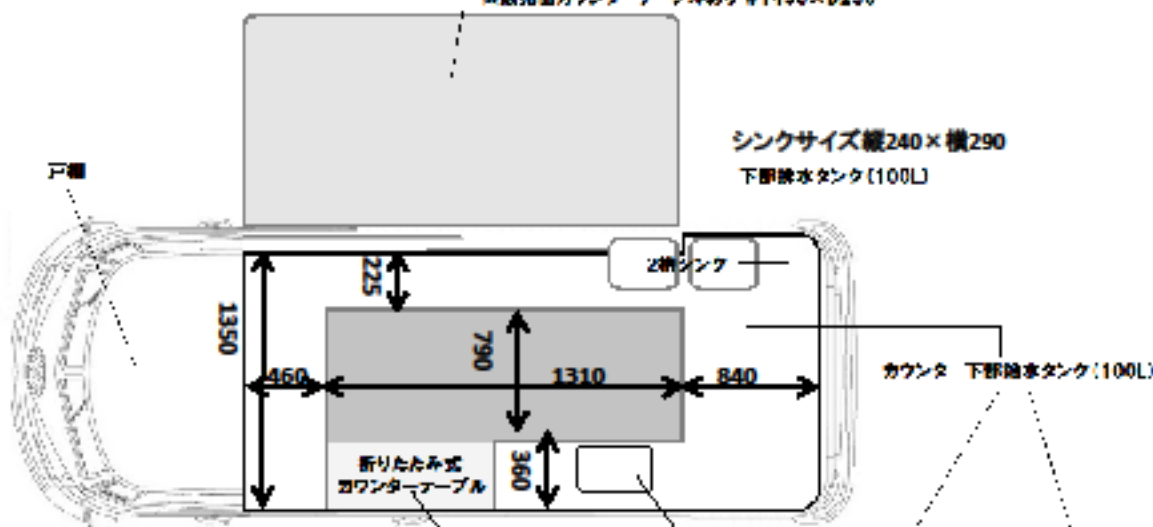 シンクサイズ縦240×横290
下部排水タンク(100L)
戸棚
2槽シンク
225
1350
790
460
1310
840
カウンタ 下部給水タンク(100L)
折りたたみ式
カウンターテーブル
360